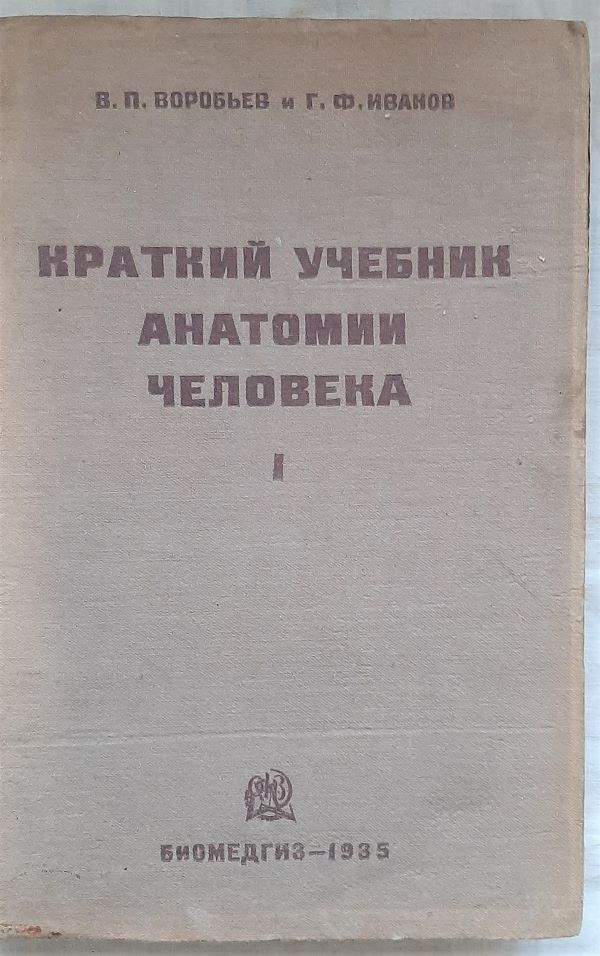 В. П. ВОРОБЬЕВ и Г. Ф. ИВАНОВ
КРАТКИЙ УЧЕБНИК
АНАТОМИИ
ЧЕЛОВЕКА
I
БИОМЕДГИЗ—1935